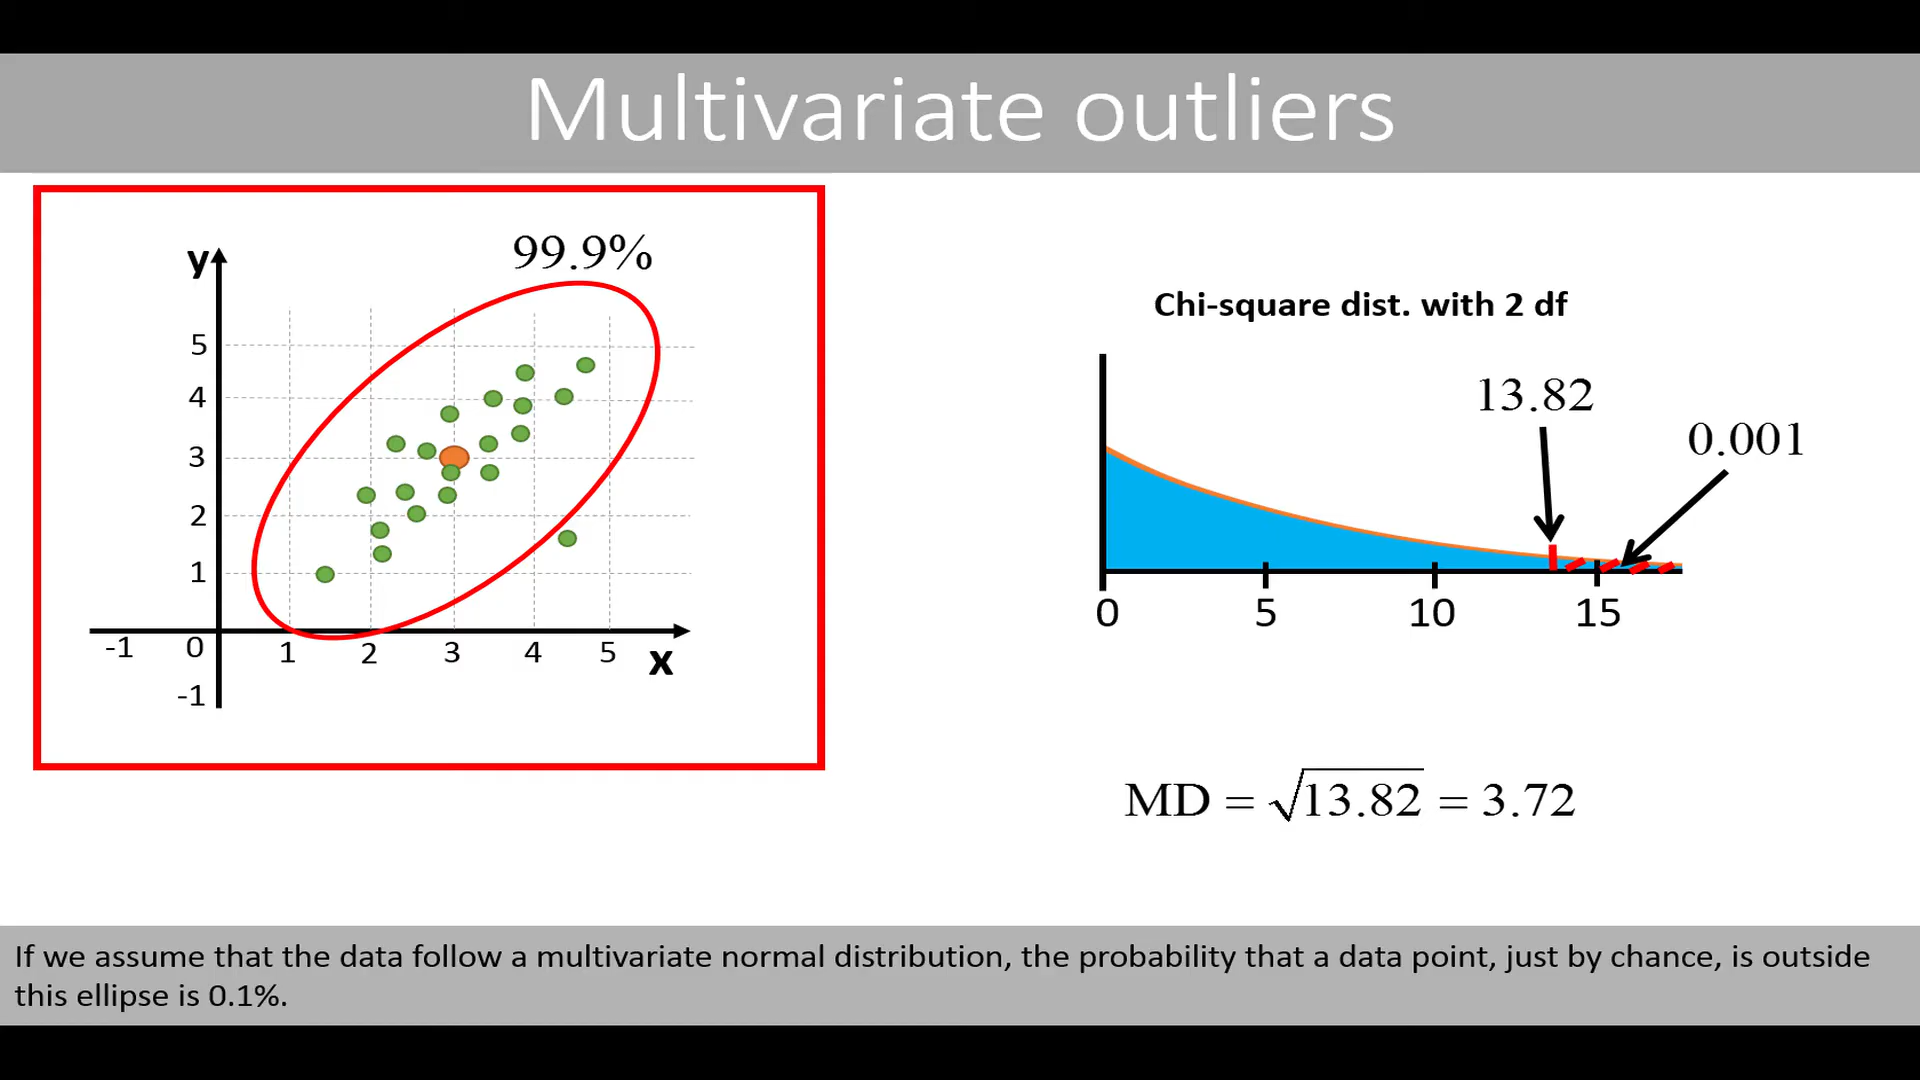 Multivariate outliers
99.9%
y
5
4
3
2
1
0
-1
-1
1
2
3
4
5
x
Chi-square dist. with 2 df
13.82
0.001
0
5
10
15
MD = √13.82 = 3.72
If we assume that the data follow a multivariate normal distribution, the probability that a data point, just by chance, is outside
this ellipse is 0.1%.